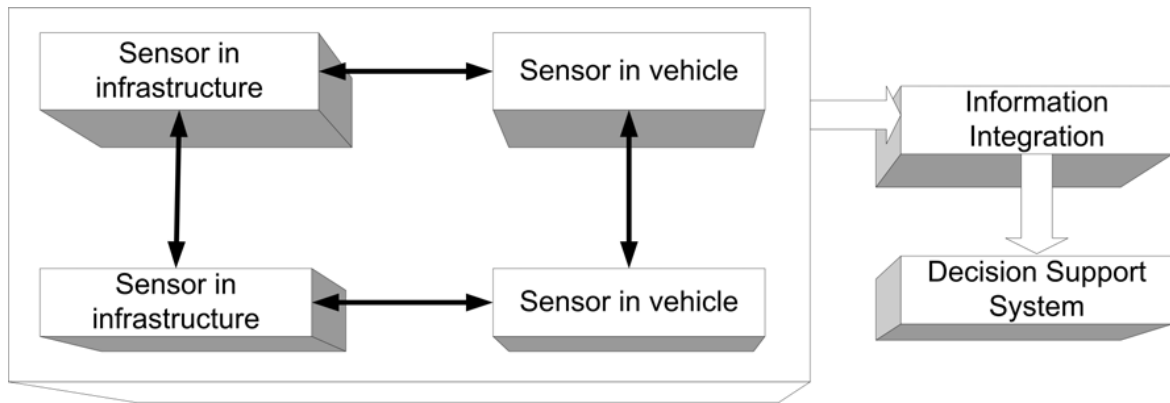 Sensor in
infrastructure
Sensor in vehicle
Information
Integration
Sensor in
infrastructure
Sensor in vehicle
Decision Support
System